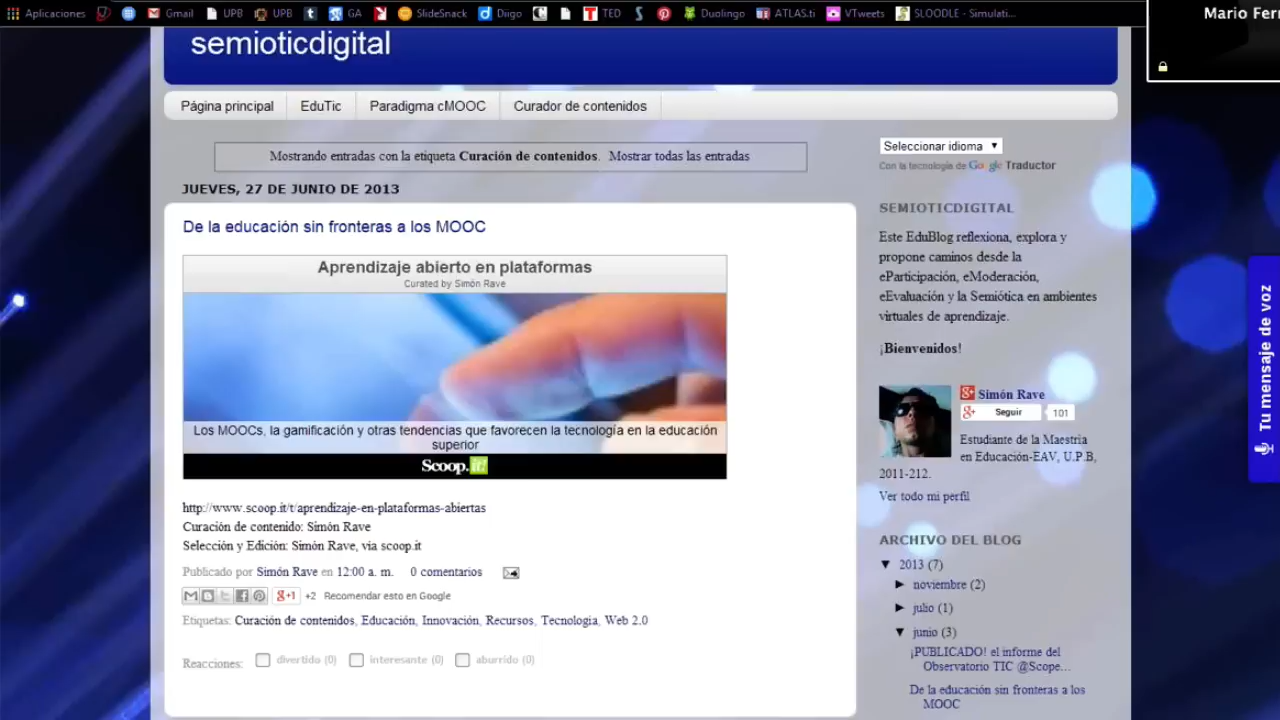 Aplicaciones Gmail UPB UPB GA SlideSnack Diigo TED Duolingo ATLAS.ti VTweets SLOODLE - Simulati...
Mario Fer
semioticdigital
Página principal EduTic Paradigma cMOOC Curador de contenidos
Mostrando entradas con la etiqueta Curación de contenidos. Mostrar todas las entradas
JUEVES, 27 DE JUNIO DE 2013
De la educación sin fronteras a los MOOC
Aprendizaje abierto en plataformas
Curated by Simón Rave
Los MOOCs, la gamificación y otras tendencias que favorecen la tecnología en la educación
superior
Scoop.it!
http://www.scoop.it/t/aprendizaje-en-plataformas-abiertas
Curación de contenido: Simón Rave
Selección y Edición: Simón Rave, vía scoop.it
Publicado por Simón Rave en 12:00 a. m. 0 comentarios
g+1 +2 Recomendar esto en Google
Etiquetas: Curación de contenidos, Educación, Innovación, Recursos, Tecnología, Web 2.0
Reacciones: divertido (0) interesante (0) aburrido (0)
Seleccionar idioma ▼
Con la tecnología de Google Traductor
SEMIOTICDIGITAL
Este EduBlog reflexiona, explora y
propone caminos desde la
eParticipación, eModeración,
eEvaluación y la Semiótica en ambientes
virtuales de aprendizaje.
¡Bienvenidos!
Simón Rave
Seguir 101
Estudiante de la Maestría
en Educación-EAV, U.P.B,
2011-212.
Ver todo mi perfil
ARCHIVO DEL BLOG
▼ 2013 (7)
► noviembre (2)
► julio (1)
▼ junio (3)
¡PUBLICADO! el informe del
Observatorio TIC @Scope...
De la educación sin fronteras a los
MOOC
Tu mensaje de voz